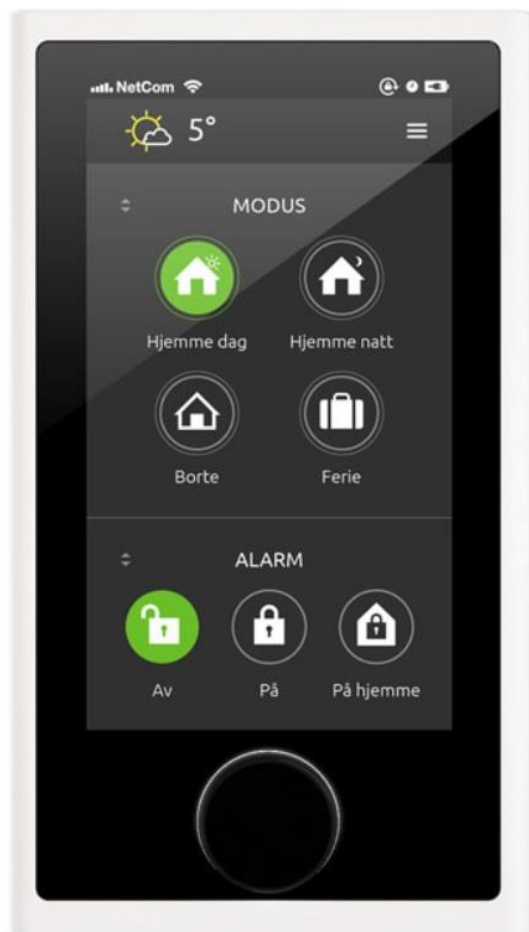 NetCom
5°
MODUS
Hjemme dag Hjemme natt
Borte Ferie
ALARM
Av På På hjemme